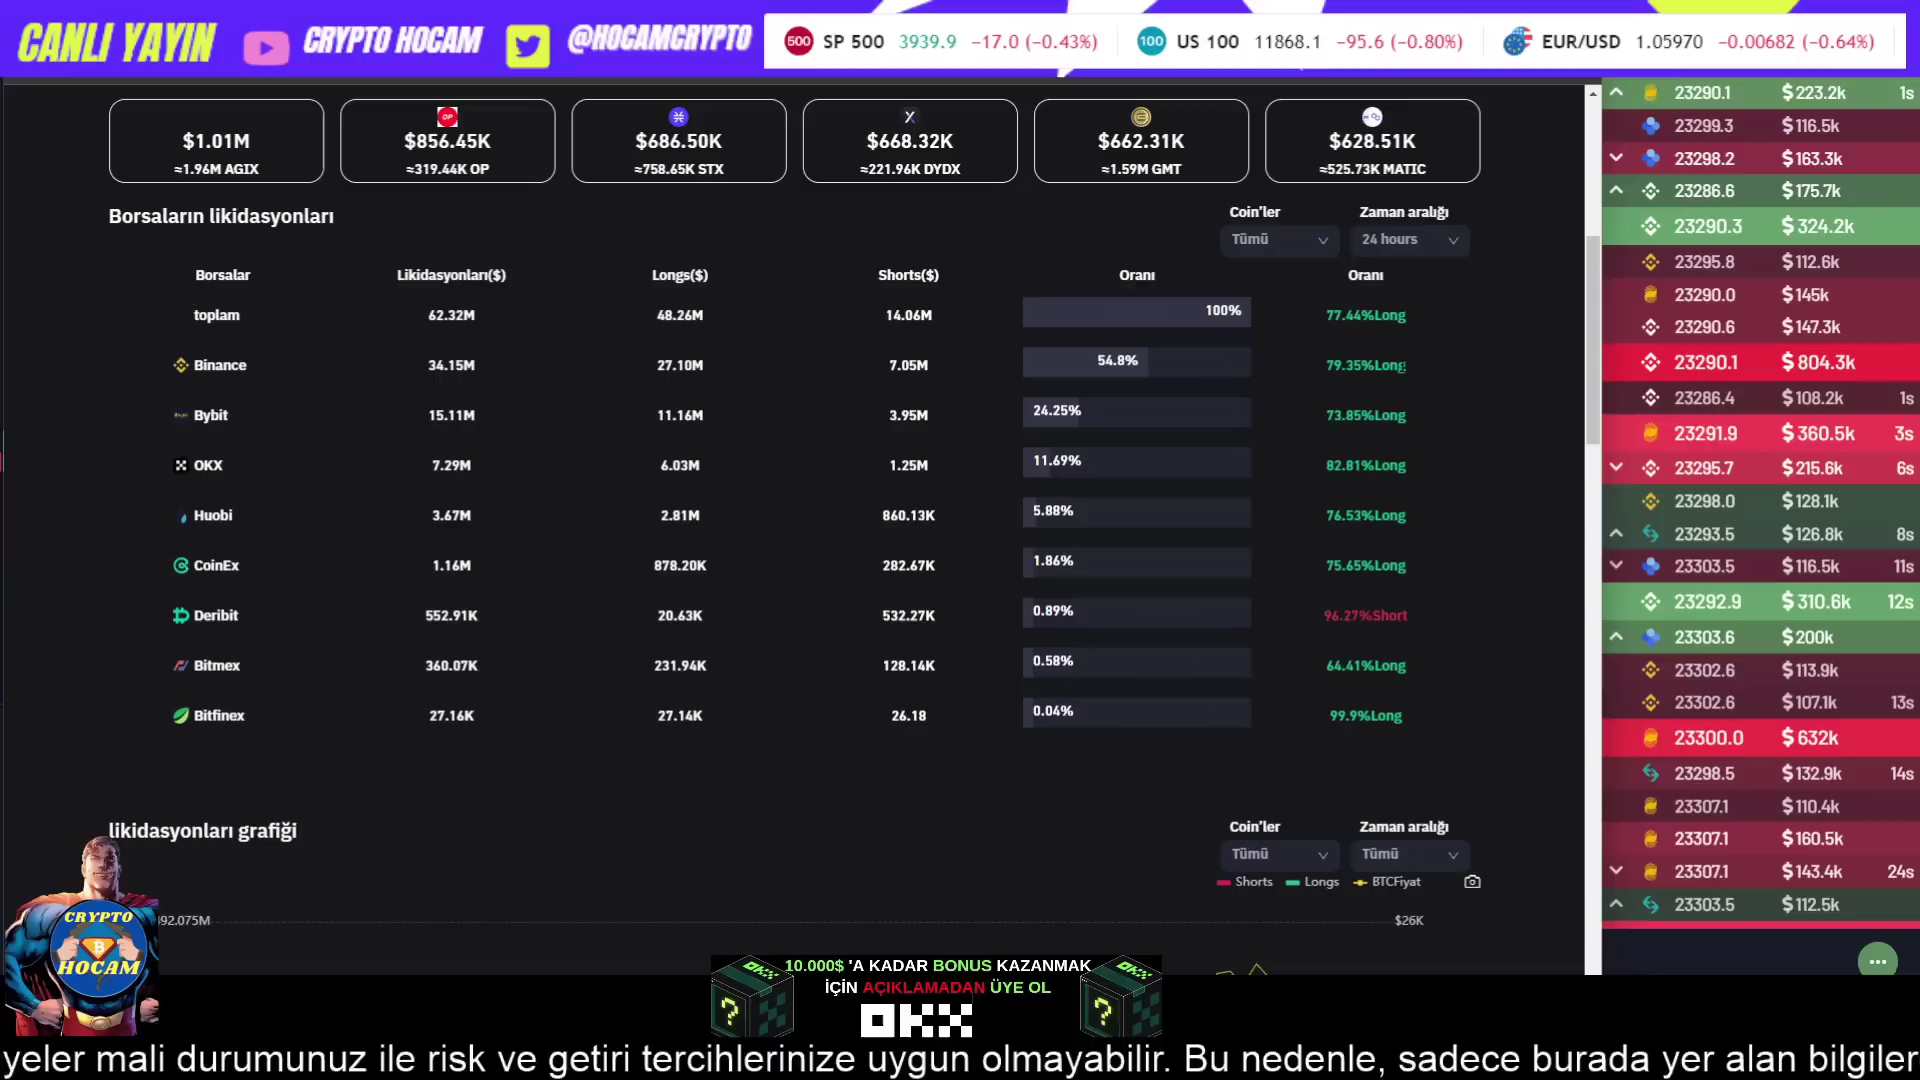 CANLI YAYIN
CRYPTO HOCAM
@HOCAMCRYPTO
500 SP 500 3939.9 −17.0 (−0.43%)
100 US 100 11868.1 −95.6 (−0.80%)
EUR/USD 1.05970 −0.00682 (−0.64%)
$1.01M
≈1.96M AGIX
OP
$856.45K
≈319.44K OP
$686.50K
≈758.65K STX
$668.32K
≈221.96K DYDX
$662.31K
≈1.59M GMT
$628.51K
≈525.73K MATIC
Borsaların likidasyonları
Coin'ler Zaman aralığı
Tümü 24 hours
Borsalar Likidasyonları($) Longs($) Shorts($) Oranı Oranı
toplam 62.32M 48.26M 14.06M 100% 77.44%Long
Binance 34.15M 27.10M 7.05M 54.8% 79.35%Long
Bybit 15.11M 11.16M 3.95M 24.25% 73.85%Long
OKX 7.29M 6.03M 1.25M 11.69% 82.81%Long
Huobi 3.67M 2.81M 860.13K 5.88% 76.53%Long
CoinEx 1.16M 878.20K 282.67K 1.86% 75.65%Long
Deribit 552.91K 20.63K 532.27K 0.89% 96.27%Short
Bitmex 360.07K 231.94K 128.14K 0.58% 64.41%Long
Bitfinex 27.16K 27.14K 26.18 0.04% 99.9%Long
likidasyonları grafiği
Coin'ler Zaman aralığı
Tümü Tümü
Shorts Longs BTCFiyat
92.075M $26K
23290.1 $223.2k 1s
23299.3 $116.5k
23298.2 $163.3k
23286.6 $175.7k
23290.3 $324.2k
23295.8 $112.6k
23290.0 $145k
23290.6 $147.3k
23290.1 $804.3k
23286.4 $108.2k 1s
23291.9 $360.5k 3s
23295.7 $215.6k 6s
23298.0 $128.1k
23293.5 $126.8k 8s
23303.5 $116.5k 11s
23292.9 $310.6k 12s
23303.6 $200k
23302.6 $113.9k
23302.6 $107.1k 13s
23300.0 $632k
23298.5 $132.9k 14s
23307.1 $110.4k
23307.1 $160.5k
23307.1 $143.4k 24s
23303.5 $112.5k
CRYPTO
HOCAM
10.000$ 'A KADAR BONUS KAZANMAK
İÇİN AÇIKLAMADAN ÜYE OL
OKX
yeler mali durumunuz ile risk ve getiri tercihlerinize uygun olmayabilir. Bu nedenle, sadece burada yer alan bilgiler